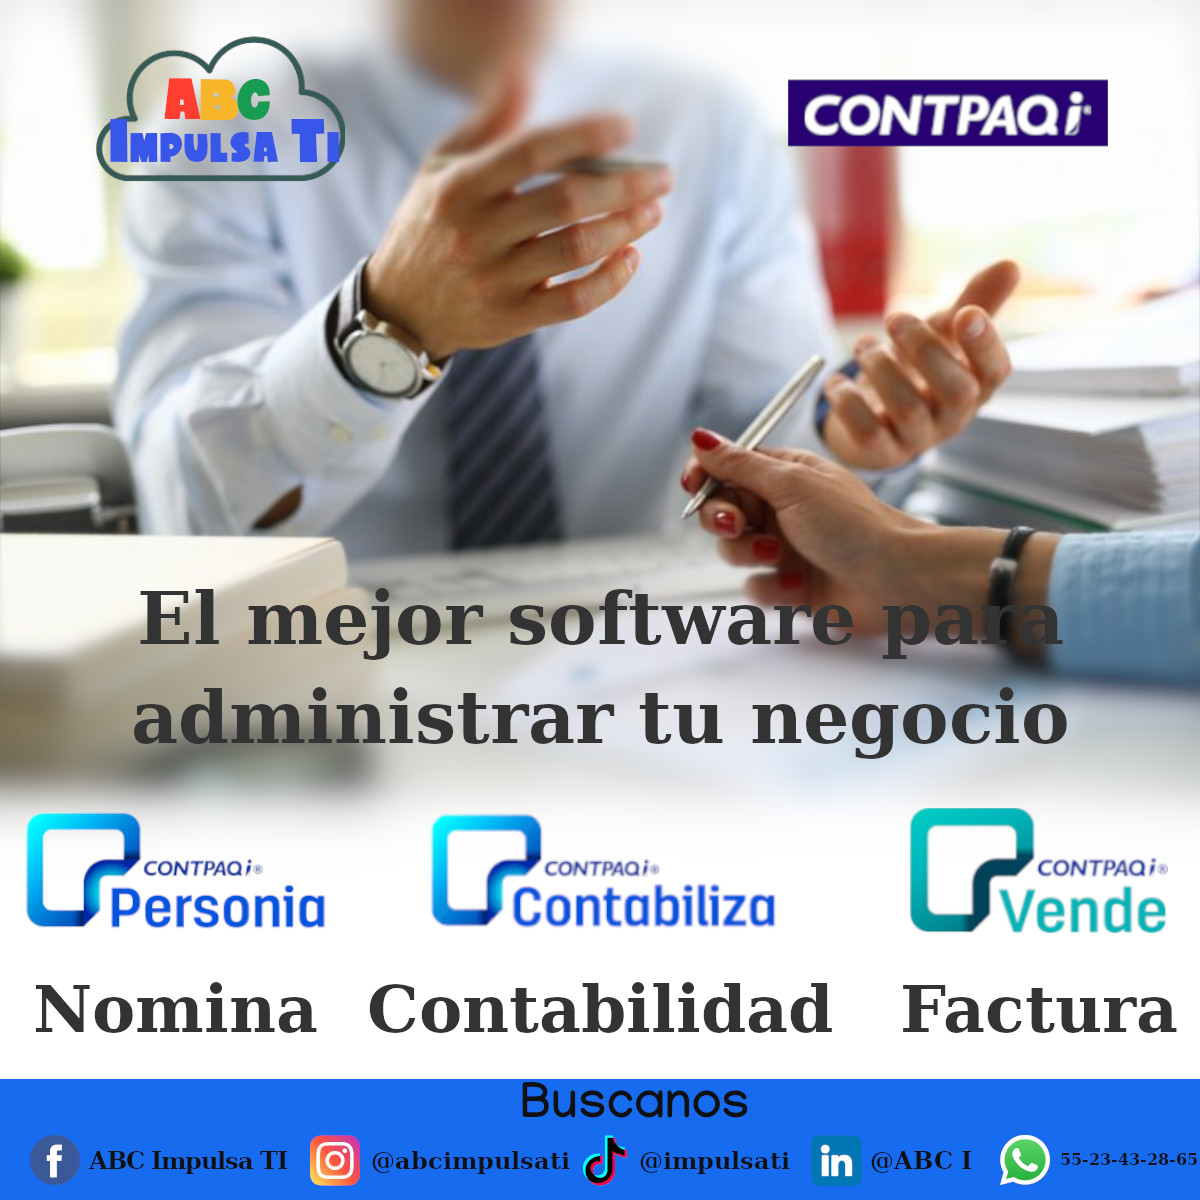 ABC
IMPULSA TI
CONTPAQi®
El mejor software para
administrar tu negocio
CONTPAQi®
Personia
CONTPAQi®
Contabiliza
CONTPAQi®
Vende
Nomina
Contabilidad
Factura
Buscanos
ABC Impulsa TI
@abcimpulsati
@impulsati
@ABC I
55-23-43-28-65